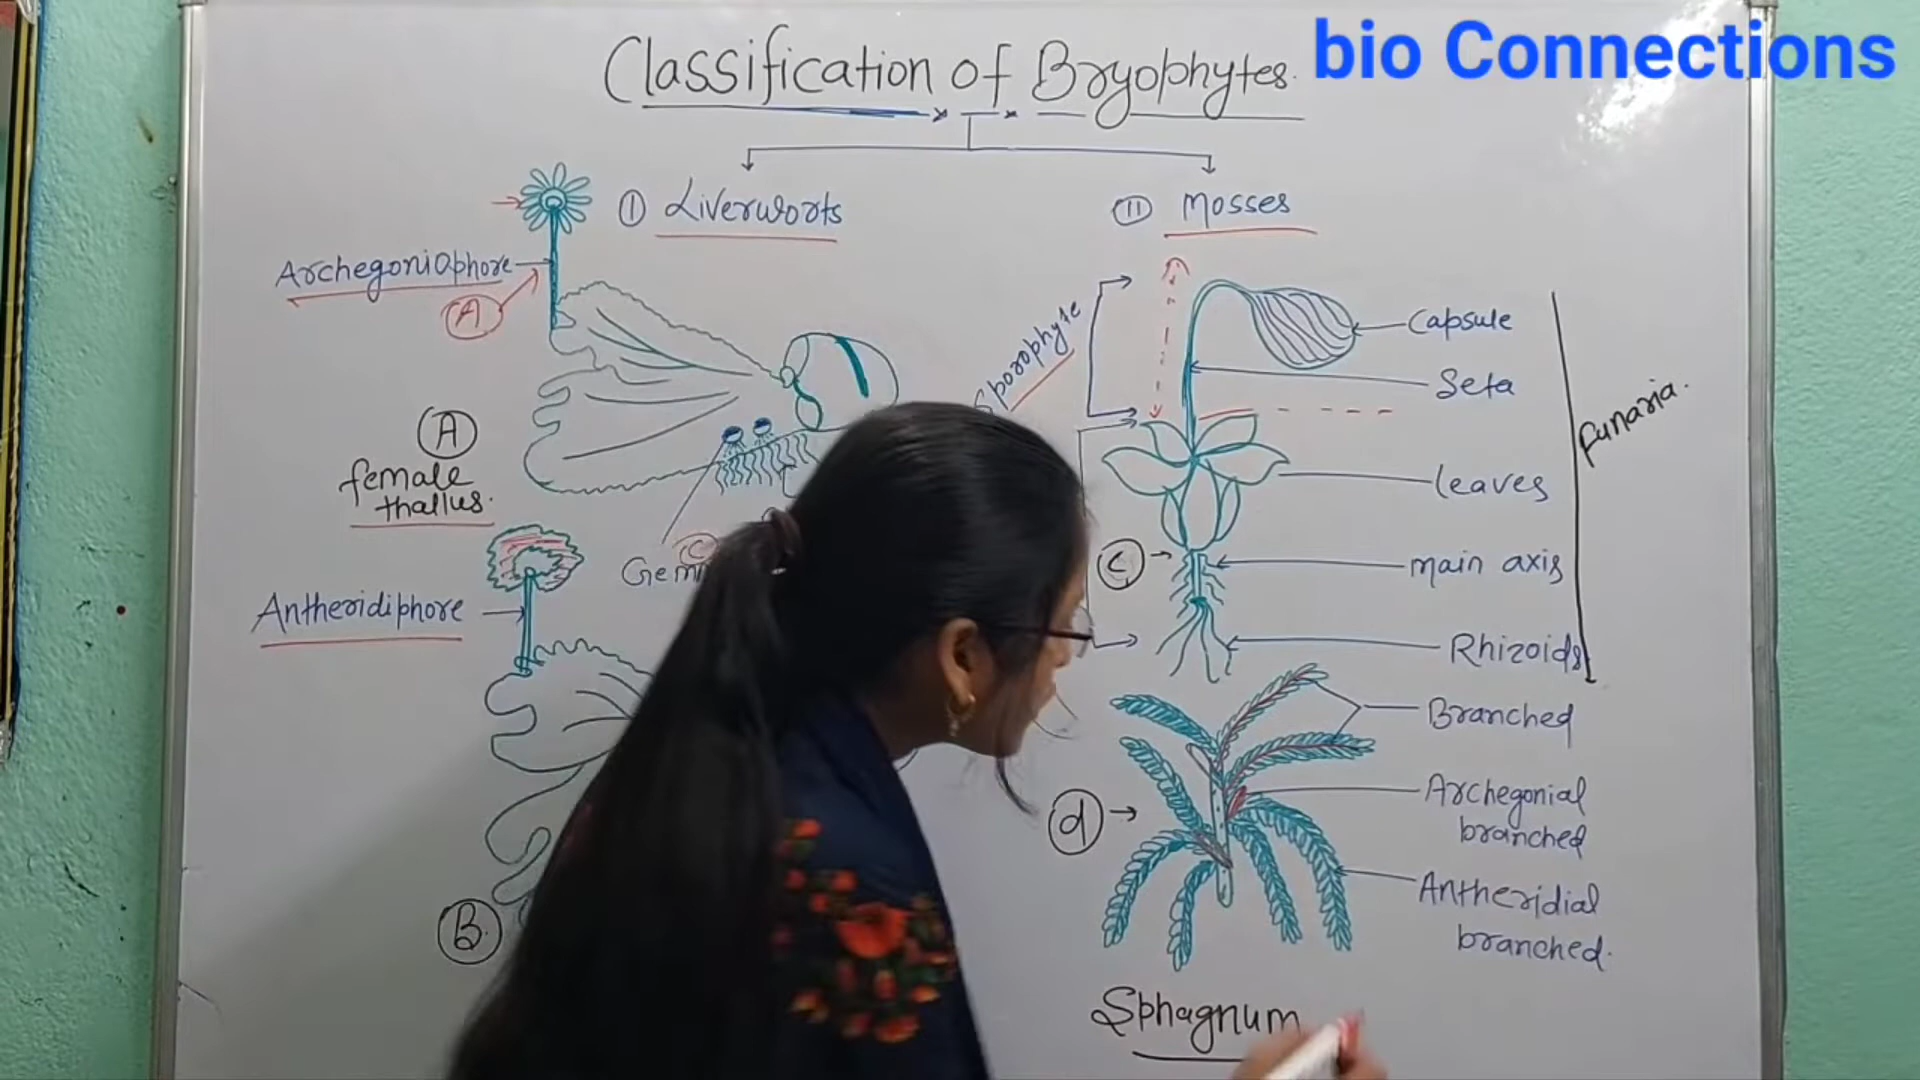 bio Connections
Classification of Bryophytes.
I Liverworts
II Mosses
Archegoniophore
A
Sporophyte
Capsule
Seta
funaria.
A
female
thallus.
leaves
C
main axis
Antheridiphore
Rhizoids
Branched
Archegonial
branched
d
Antheridial
branched.
B
Sphagnum